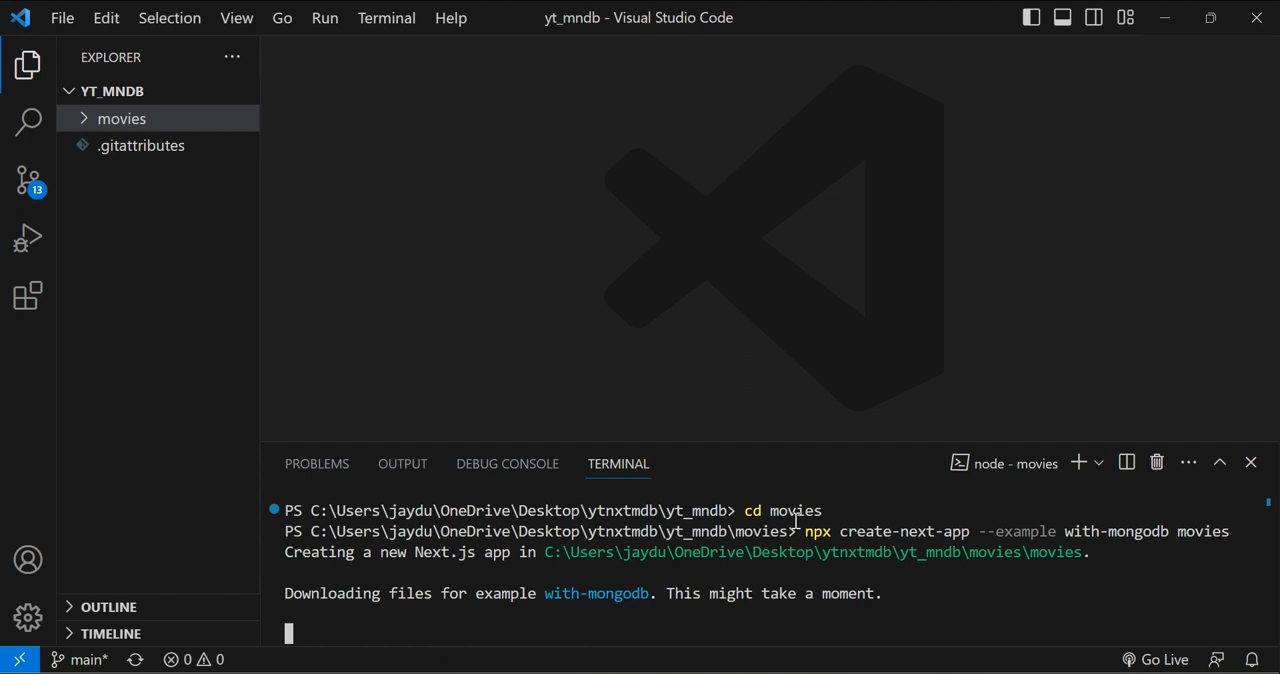 File Edit Selection View Go Run Terminal Help yt_mndb - Visual Studio Code
EXPLORER
YT_MNDB
movies
.gitattributes
13
PROBLEMS OUTPUT DEBUG CONSOLE TERMINAL node - movies
PS C:\Users\jaydu\OneDrive\Desktop\ytnxtmdb\yt_mndb> cd movies
PS C:\Users\jaydu\OneDrive\Desktop\ytnxtmdb\yt_mndb\movies> npx create-next-app --example with-mongodb movies
Creating a new Next.js app in C:\Users\jaydu\OneDrive\Desktop\ytnxtmdb\yt_mndb\movies\movies.
Downloading files for example with-mongodb. This might take a moment.
OUTLINE
TIMELINE
main* 0 0 Go Live